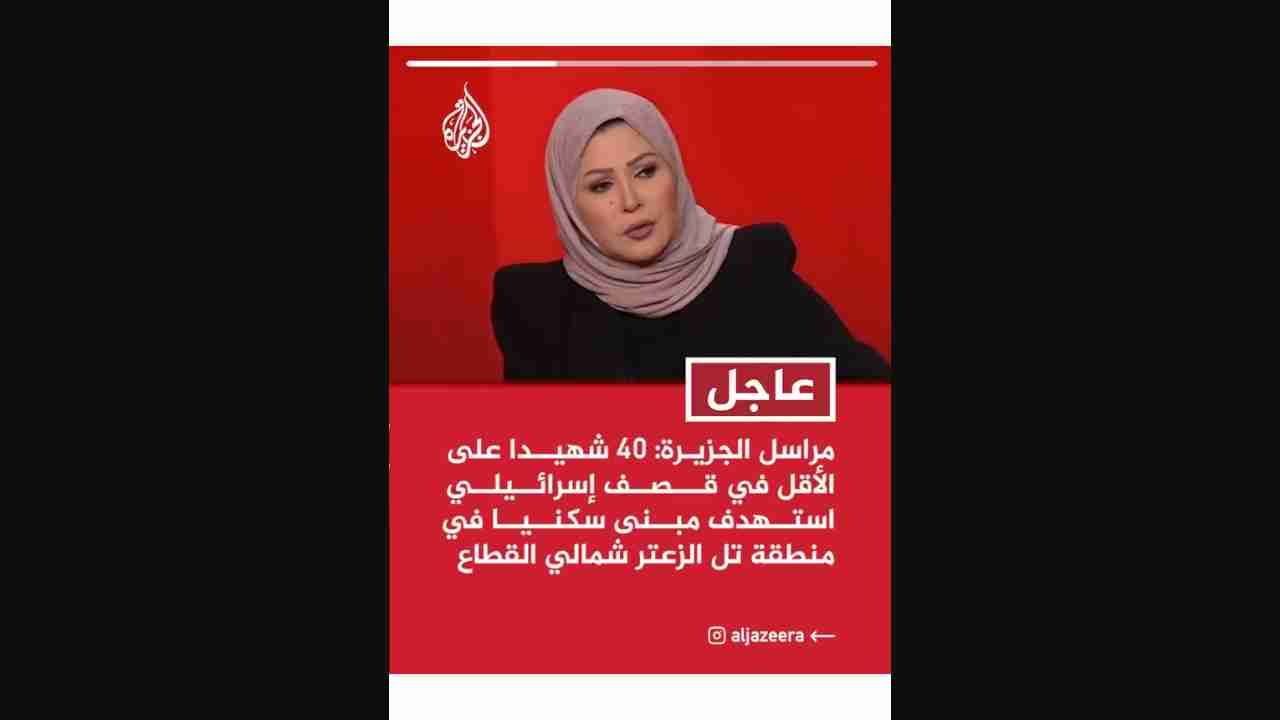 الجزيرة
عاجل
مراسل الجزيرة: 40 شهيدا على
الأقل في قصف إسرائيلي
استهدف مبنى سكنيا في
منطقة تل الزعتر شمالي القطاع
aljazeera